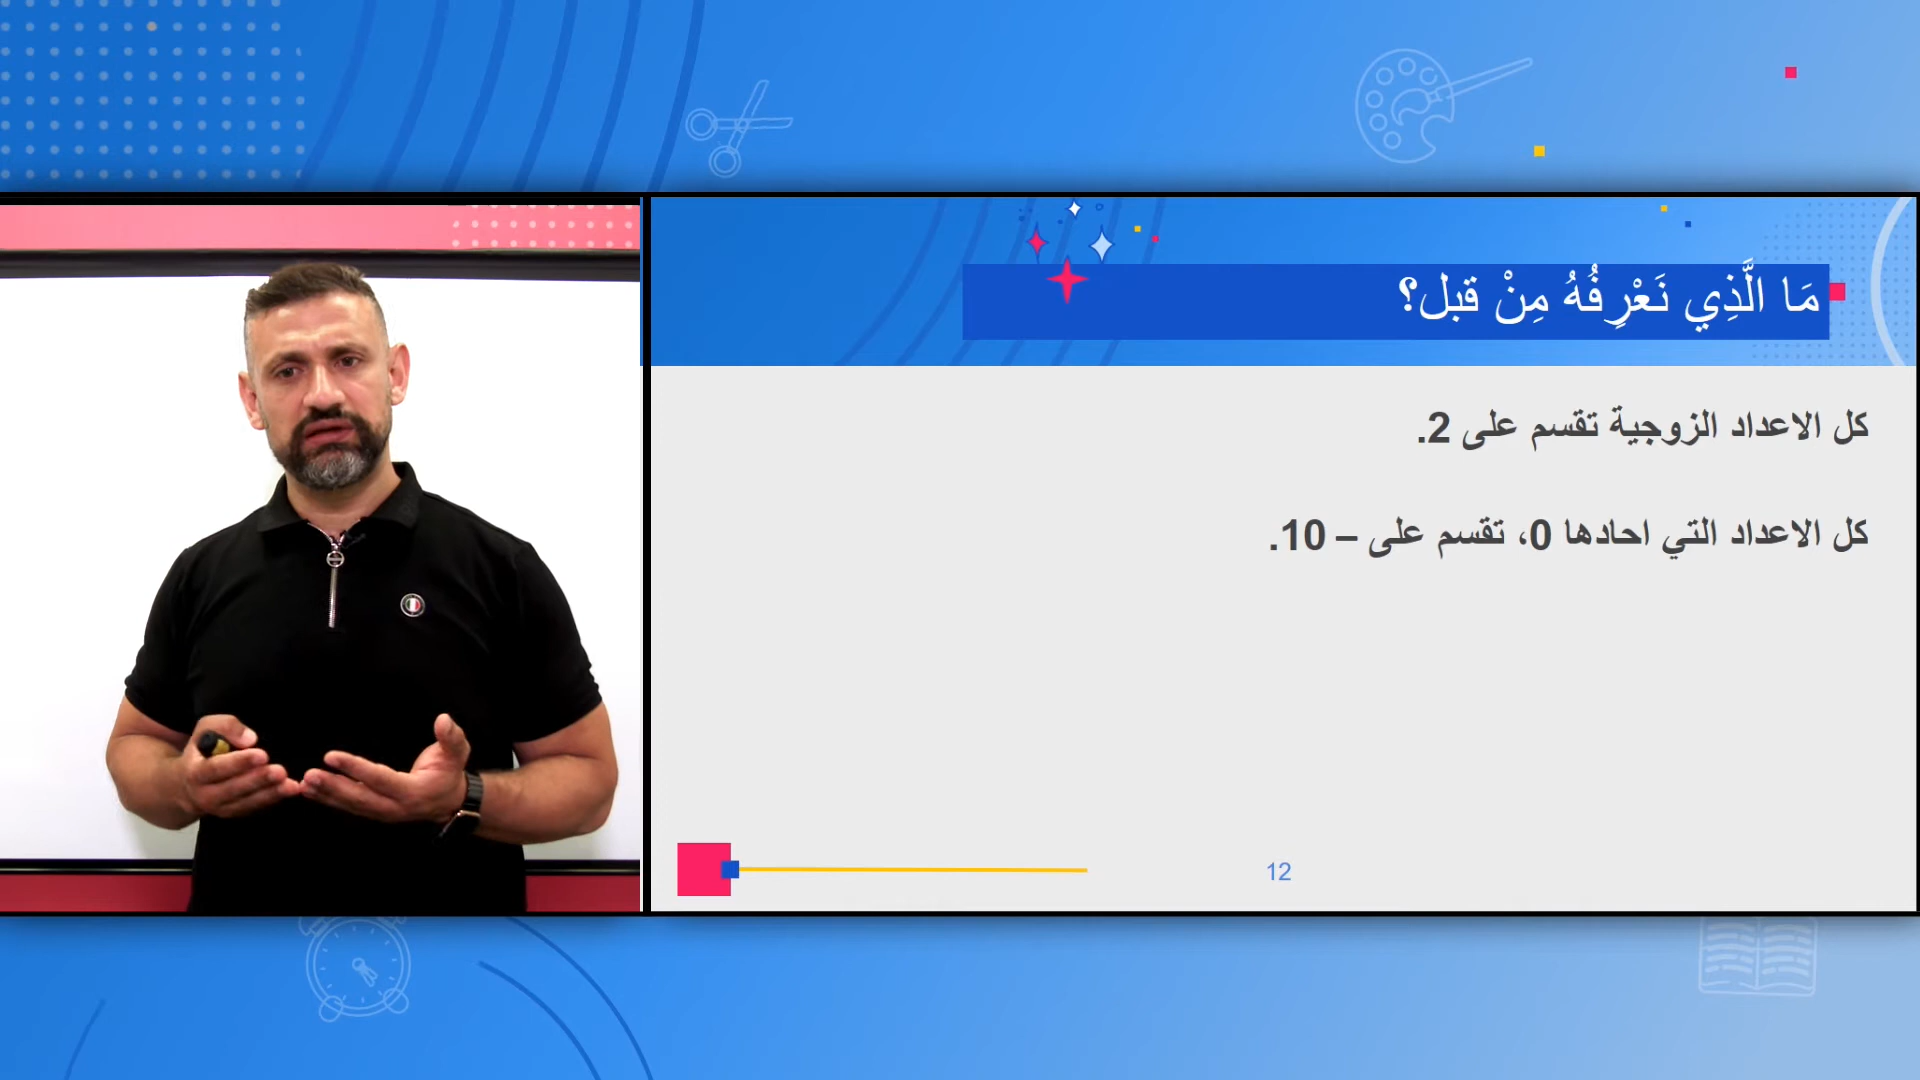 مَا الَّذِي نَعْرِفُهُ مِنْ قبل؟
كل الاعداد الزوجية تقسم على 2.
كل الاعداد التي احادها 0، تقسم على – 10.
12